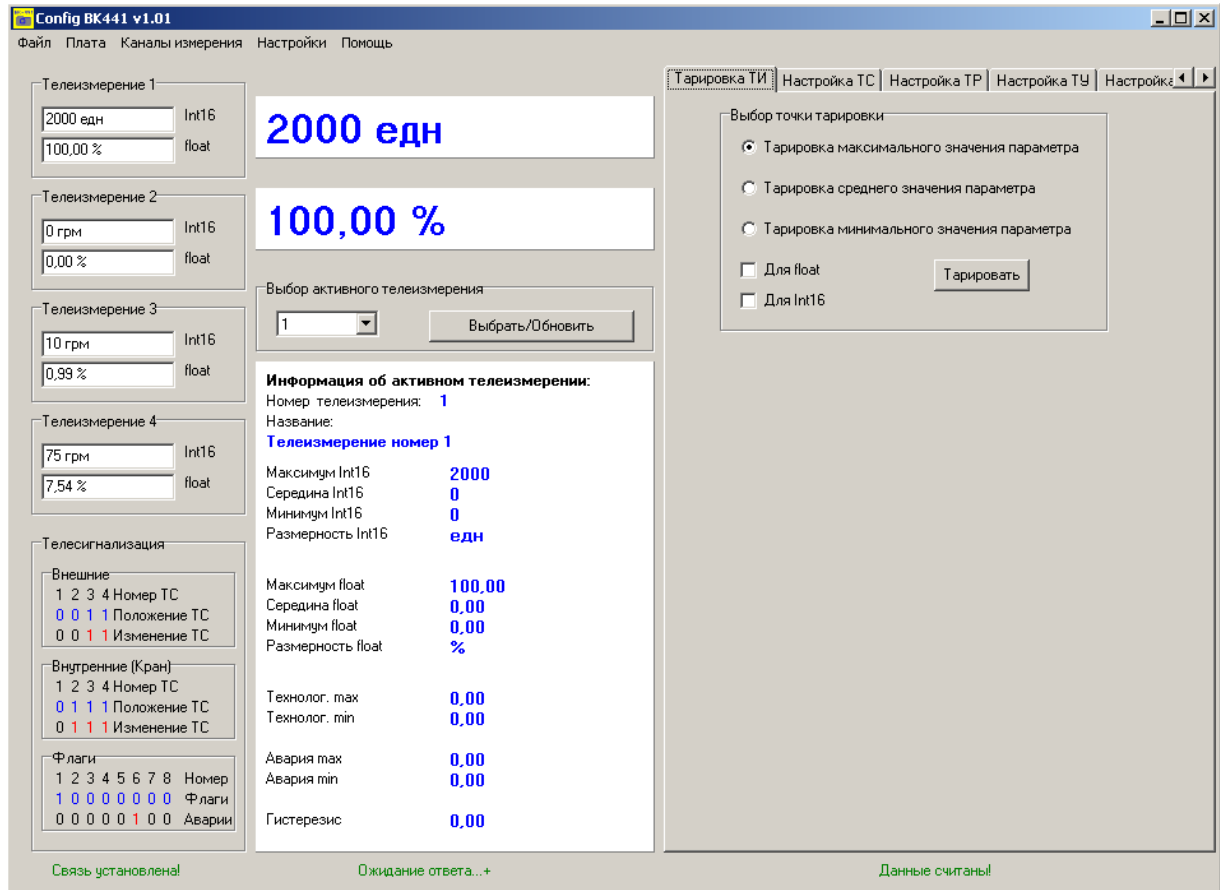 Config BK441 v1.01
Файл Плата Каналы измерения Настройки Помощь
Телеизмерение 1
2000 едн Int16
100,00 % float
Телеизмерение 2
0 грм Int16
0,00 % float
Телеизмерение 3
10 грм Int16
0,99 % float
Телеизмерение 4
75 грм Int16
7,54 % float
Телесигнализация
Внешние
1 2 3 4 Номер ТС
0 0 1 1 Положение ТС
0 0 1 1 Изменение ТС
Внутренние (Кран)
1 2 3 4 Номер ТС
0 1 1 1 Положение ТС
0 1 1 1 Изменение ТС
Флаги
1 2 3 4 5 6 7 8 Номер
1 0 0 0 0 0 0 0 Флаги
0 0 0 0 0 1 0 0 Аварии
2000 едн
100,00 %
Выбор активного телеизмерения
1 Выбрать/Обновить
Информация об активном телеизмерении:
Номер телеизмерения: 1
Название:
Телеизмерение номер 1
Максимум Int16 2000
Середина Int16 0
Минимум Int16 0
Размерность Int16 едн
Максимум float 100,00
Середина float 0,00
Минимум float 0,00
Размерность float %
Технолог. max 0,00
Технолог. min 0,00
Авария max 0,00
Авария min 0,00
Гистерезис 0,00
Тарировка ТИ Настройка ТС Настройка ТР Настройка ТУ Настройка
Выбор точки тарировки
Тарировка максимального значения параметра
Тарировка среднего значения параметра
Тарировка минимального значения параметра
Для float Тарировать
Для Int16
Связь установлена! Ожидание ответа...+ Данные считаны!